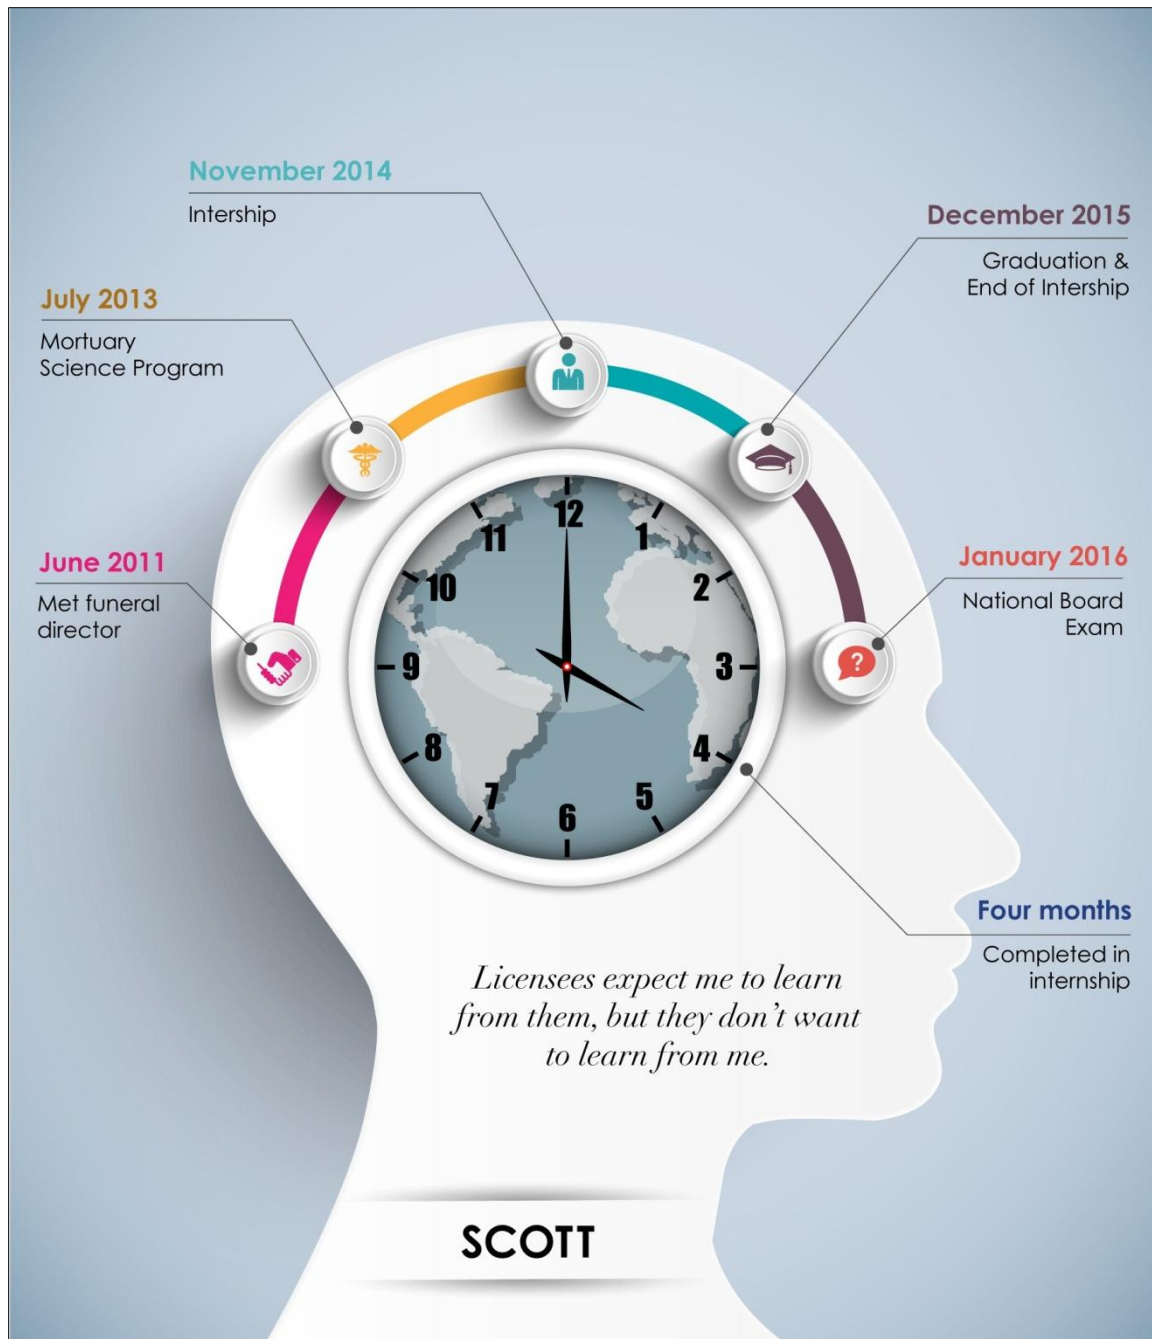 November 2014
Intership
December 2015
Graduation &
End of Intership
July 2013
Mortuary
Science Program
June 2011
Met funeral
director
January 2016
National Board
Exam
?
12
11
1
10
2
9
3
8
4
7
5
6
Four months
Completed in
internship
Licensees expect me to learn
from them, but they don’t want
to learn from me.
SCOTT